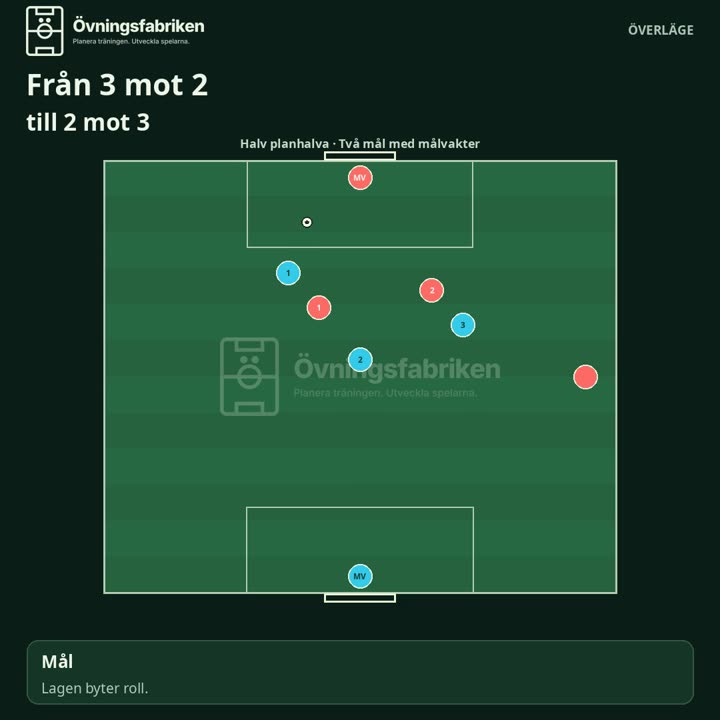 Övningsfabriken
Planera träningen. Utveckla spelarna.
ÖVERLÄGE
Från 3 mot 2
till 2 mot 3
Halv planhalva · Två mål med målvakter
MV
1
2
1
3
2
Övningsfabriken
Planera träningen. Utveckla spelarna.
MV
Mål
Lagen byter roll.